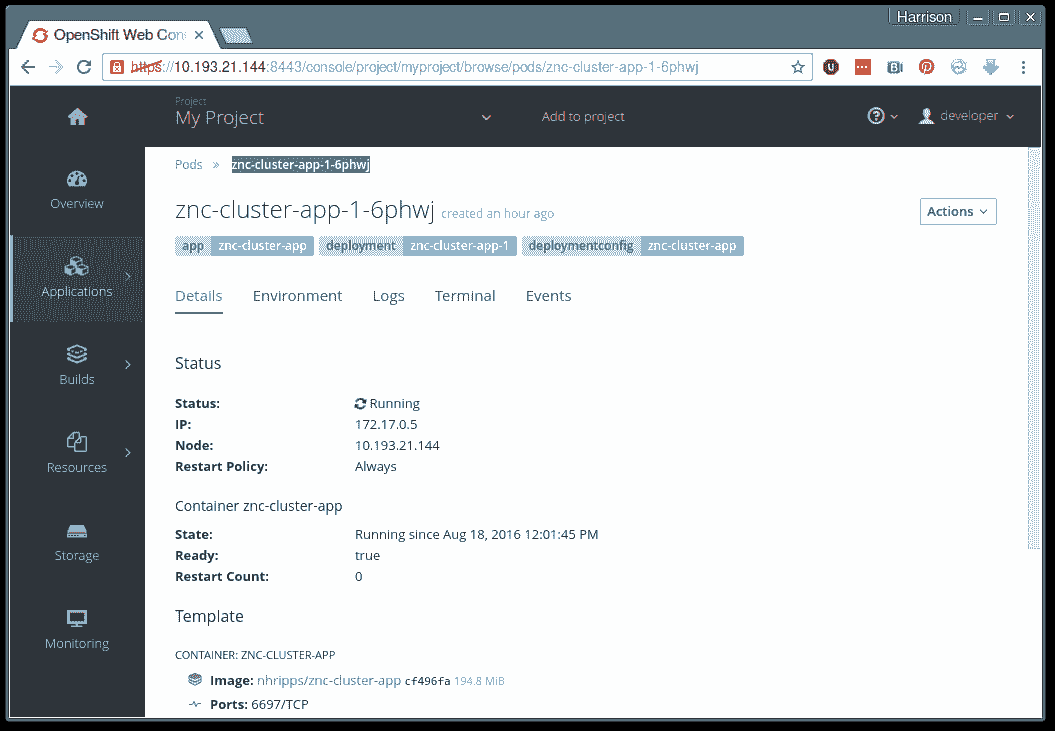 Harrison
OpenShift Web Con
https://10.193.21.144:8443/console/project/myproject/browse/pods/znc-cluster-app-1-6phwj
Project
My Project
Add to project
developer
Pods » znc-cluster-app-1-6phwj
Overview
znc-cluster-app-1-6phwj created an hour ago
Actions
app znc-cluster-app deployment znc-cluster-app-1 deploymentconfig znc-cluster-app
Applications
Details Environment Logs Terminal Events
Builds
Status
Status: Running
IP: 172.17.0.5
Node: 10.193.21.144
Restart Policy: Always
Resources
Container znc-cluster-app
State: Running since Aug 18, 2016 12:01:45 PM
Ready: true
Restart Count: 0
Storage
Template
Monitoring
CONTAINER: ZNC-CLUSTER-APP
Image: nhripps/znc-cluster-app cf496fa 194.8 MiB
Ports: 6697/TCP